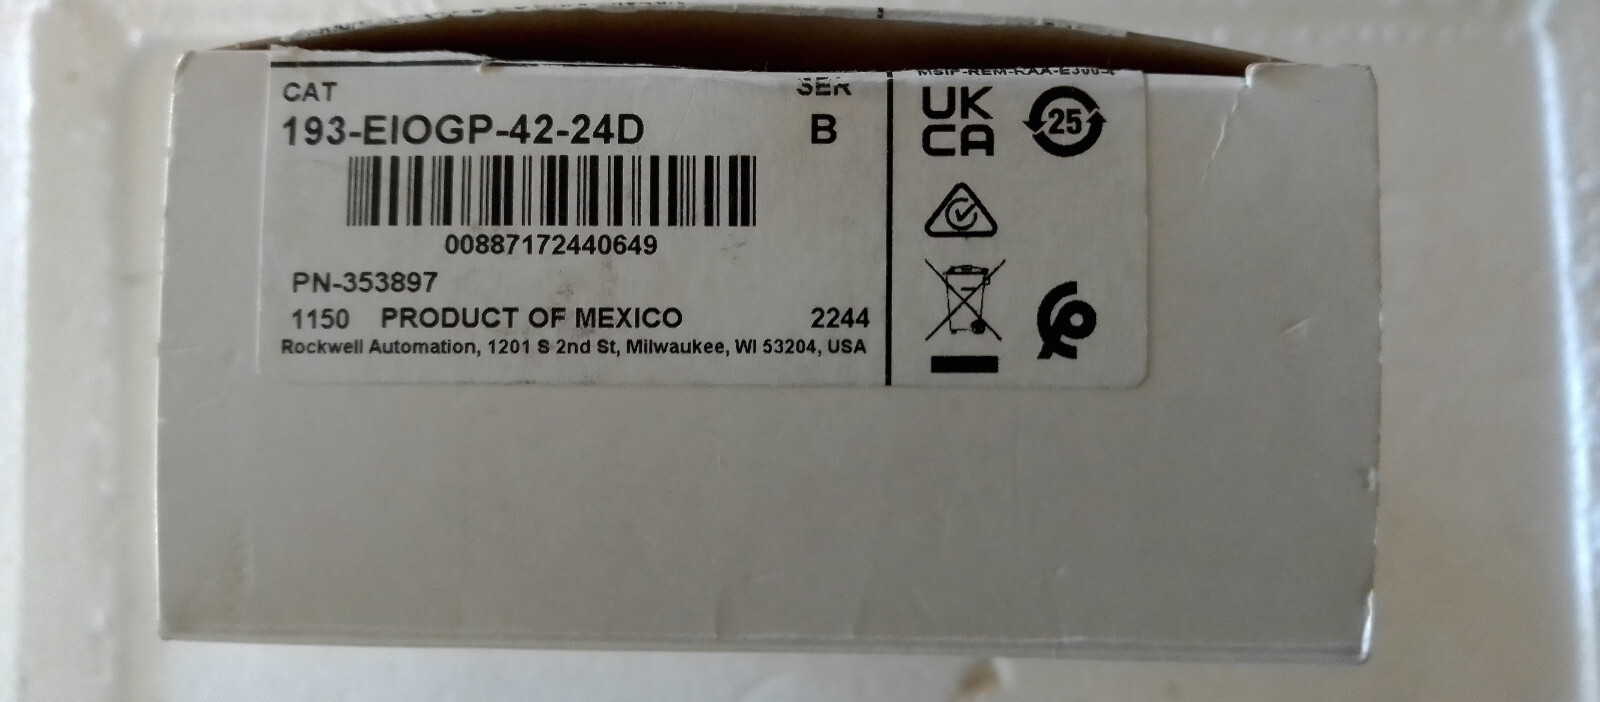 CAT SER
193-EIOGP-42-24D B
00887172440649
PN-353897
1150 PRODUCT OF MEXICO 2244
Rockwell Automation, 1201 S 2nd St, Milwaukee, WI 53204, USA
UK
CA
25